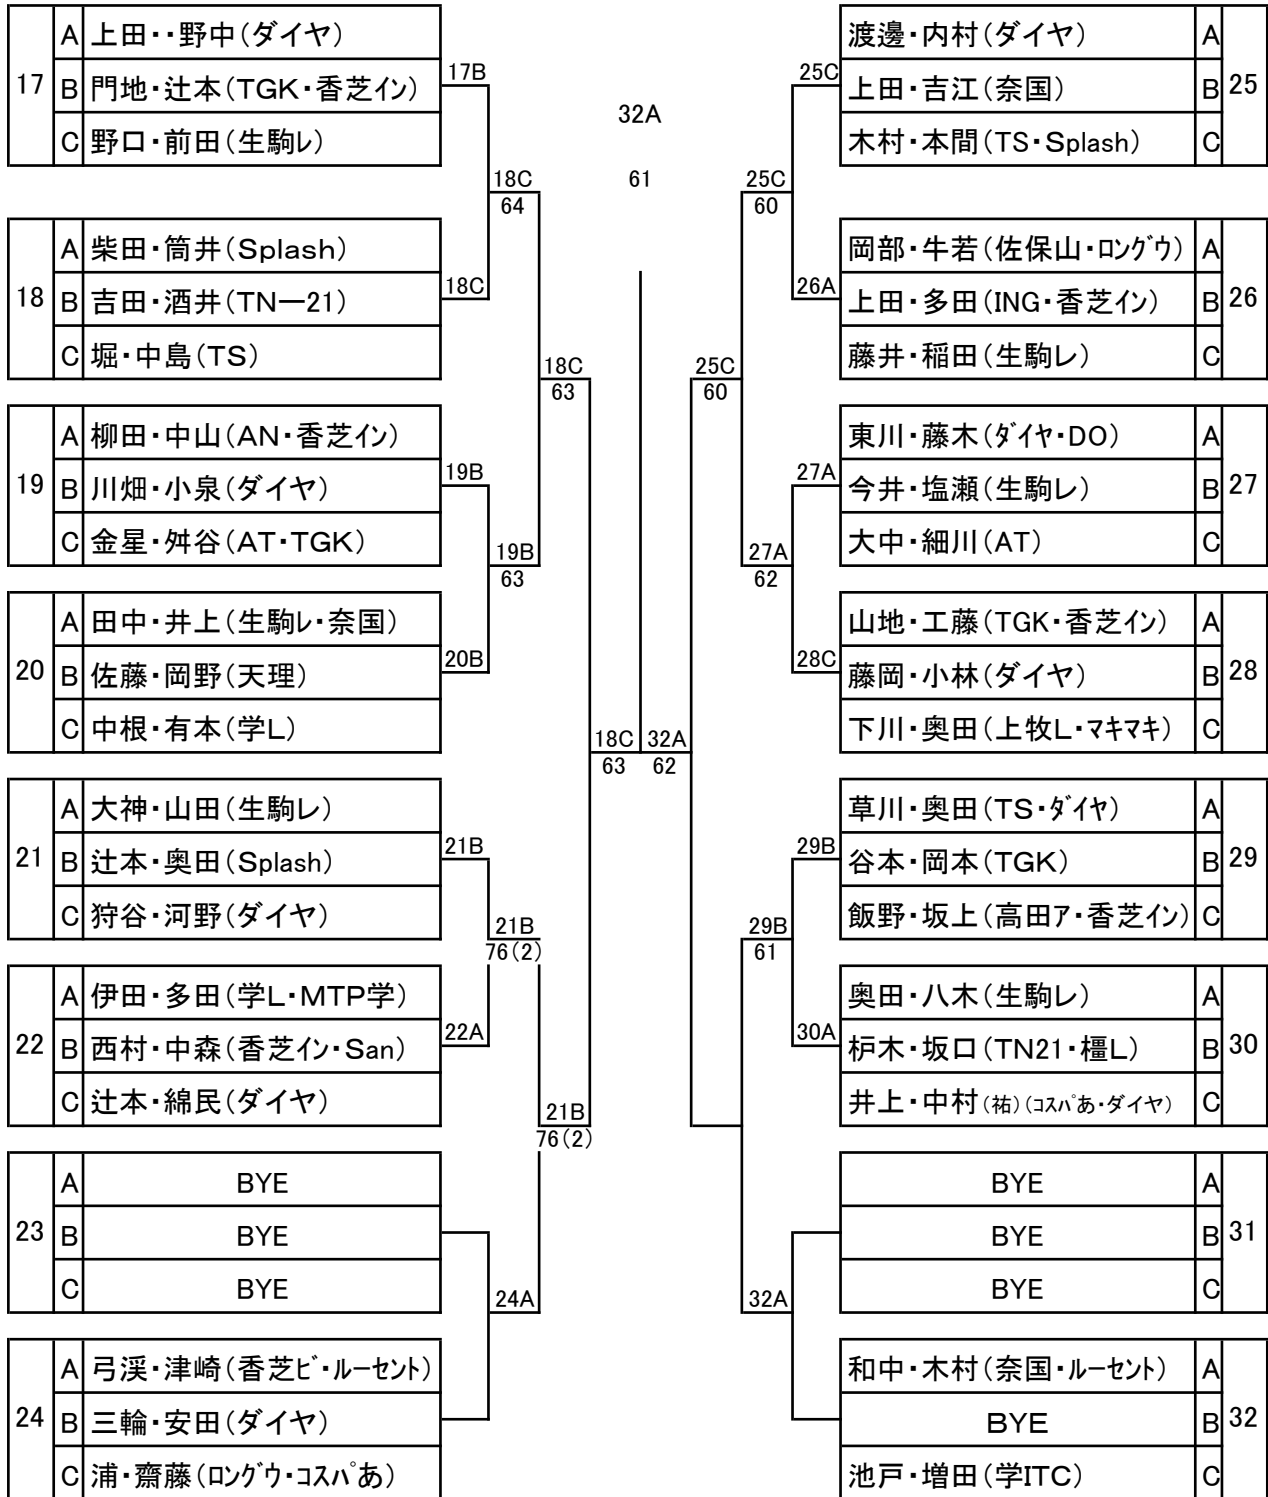 17
A 上田・・野中(ダイヤ)
B 門地・辻本(TGK・香芝イン)
C 野口・前田(生駒レ)
17B
18C
64
18
A 柴田・筒井(Splash)
B 吉田・酒井(TN―21)
C 堀・中島(TS)
18C
18C
63
19
A 柳田・中山(AN・香芝イン)
B 川畑・小泉(ダイヤ)
C 金星・舛谷(AT・TGK)
19B
19B
63
20
A 田中・井上(生駒レ・奈国)
B 佐藤・岡野(天理)
C 中根・有本(学L)
20B
18C
63
21
A 大神・山田(生駒レ)
B 辻本・奥田(Splash)
C 狩谷・河野(ダイヤ)
21B
21B
76(2)
22
A 伊田・多田(学L・MTP学)
B 西村・中森(香芝イン・San)
C 辻本・綿民(ダイヤ)
22A
21B
76(2)
23
A BYE
B BYE
C BYE
24A
24
A 弓渓・津崎(香芝ビ・ルーセント)
B 三輪・安田(ダイヤ)
C 浦・齋藤(ロングウ・コスパあ)
32A
61
渡邊・内村(ダイヤ) A
上田・吉江(奈国) B
木村・本間(TS・Splash) C
25
25C
25C
60
岡部・牛若(佐保山・ロングウ) A
上田・多田(ING・香芝イン) B
藤井・稲田(生駒レ) C
26
26A
25C
60
東川・藤木(ダイヤ・DO) A
今井・塩瀬(生駒レ) B
大中・細川(AT) C
27
27A
27A
62
山地・工藤(TGK・香芝イン) A
藤岡・小林(ダイヤ) B
下川・奥田(上牧L・マキマキ) C
28
28C
32A
62
草川・奥田(TS・ダイヤ) A
谷本・岡本(TGK) B
飯野・坂上(高田ア・香芝イン) C
29
29B
29B
61
奥田・八木(生駒レ) A
枦木・坂口(TN21・橿L) B
井上・中村(祐)(コスパあ・ダイヤ) C
30
30A
BYE A
BYE B
BYE C
31
32A
和中・木村(奈国・ルーセント) A
BYE B
池戸・増田(学ITC) C
32